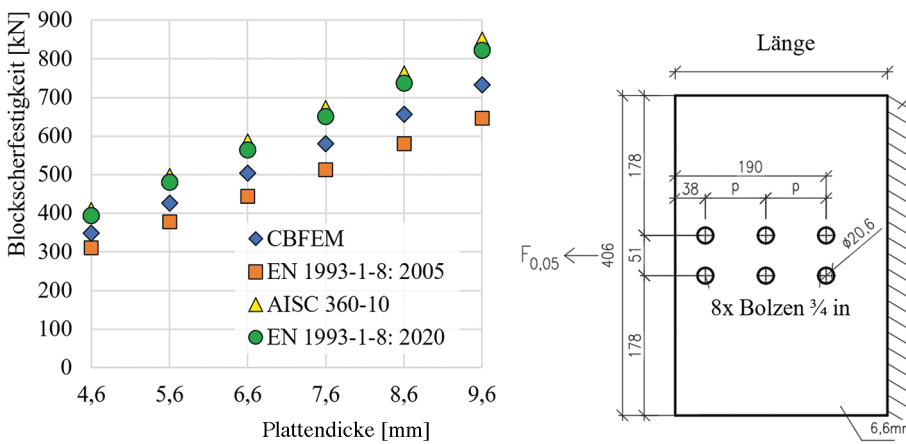 Blockscherfestigkeit [kN]
900
800
700
600
500
400
300
200
100
0
4,6
5,6
6,6
7,6
8,6
9,6
Plattendicke [mm]
CBFEM
EN 1993-1-8: 2005
AISC 360-10
EN 1993-1-8: 2020
Länge
190
38
p
p
178
51
178
406
ø20,6
F0,05
8x Bolzen ¾ in
6,6mm